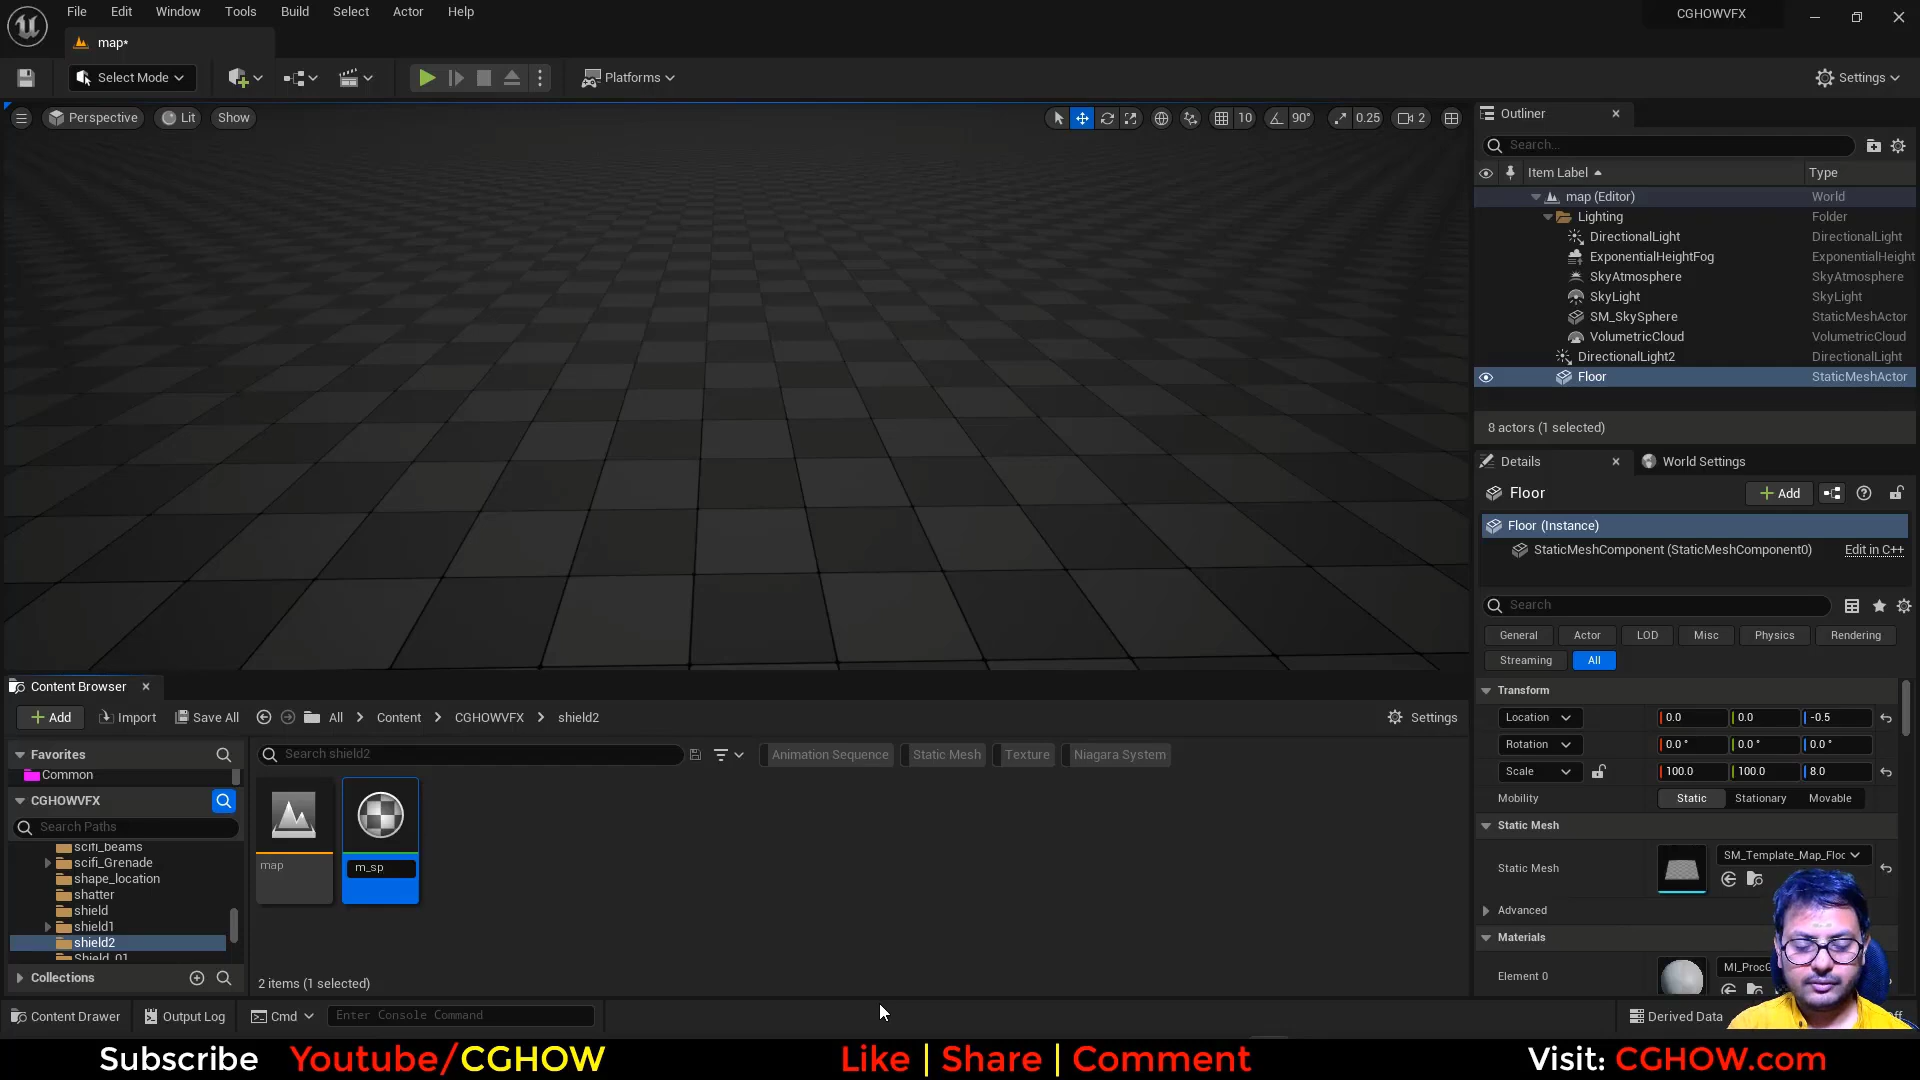 File Edit Window Tools Build Select Actor Help
CGHOWVFX
map*
Select Mode
Platforms
Settings
Perspective Lit Show
10 90° 0.25 2
Outliner
Search...
Item Label Type
map (Editor) World
Lighting Folder
DirectionalLight DirectionalLight
ExponentialHeightFog ExponentialHeight
SkyAtmosphere SkyAtmosphere
SkyLight SkyLight
SM_SkySphere StaticMeshActor
VolumetricCloud VolumetricCloud
DirectionalLight2 DirectionalLight
Floor StaticMeshActor
8 actors (1 selected)
Details World Settings
Floor Add
Floor (Instance)
StaticMeshComponent (StaticMeshComponent0) Edit in C++
Search
General Actor LOD Misc Physics Rendering
Streaming All
Transform
Location 0.0 0.0 -0.5
Rotation 0.0 ° 0.0 ° 0.0 °
Scale 100.0 100.0 8.0
Mobility Static Stationary Movable
Static Mesh
Static Mesh SM_Template_Map_Floc
Advanced
Materials
Element 0 MI_ProcG
Content Browser
Add Import Save All All Content CGHOWVFX shield2 Settings
Favorites
Common
CGHOWVFX
Search Paths
scifi_beams
scifi_Grenade
shape_location
shatter
shield
shield1
shield2
Shield_01
Collections
Search shield2
Animation Sequence Static Mesh Texture Niagara System
map
m_sp
2 items (1 selected)
Content Drawer Output Log Cmd Enter Console Command
Derived Data
Subscribe Youtube/CGHOW Like | Share | Comment Visit: CGHOW.com